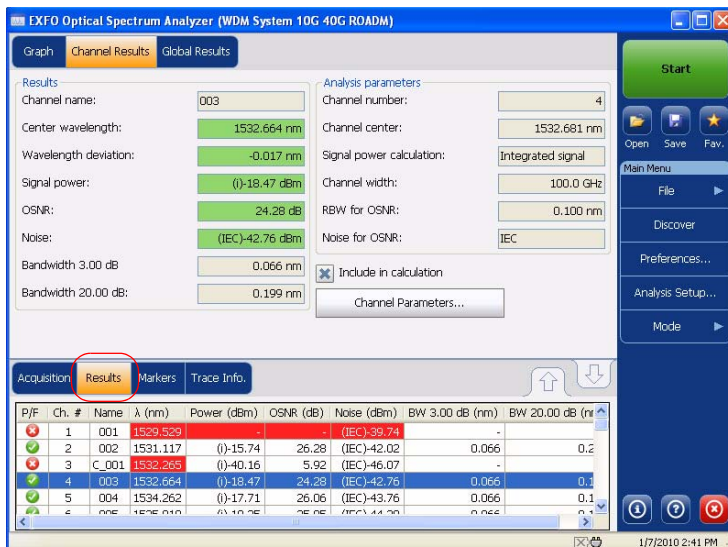 EXFO Optical Spectrum Analyzer (WDM System 10G 40G ROADM)
Graph Channel Results Global Results
Start
Results
Channel name: 003
Center wavelength: 1532.664 nm
Wavelength deviation: -0.017 nm
Signal power: (i)-18.47 dBm
OSNR: 24.28 dB
Noise: (IEC)-42.76 dBm
Bandwidth 3.00 dB 0.066 nm
Bandwidth 20.00 dB: 0.199 nm
Analysis parameters
Channel number: 4
Channel center: 1532.681 nm
Signal power calculation: Integrated signal
Channel width: 100.0 GHz
RBW for OSNR: 0.100 nm
Noise for OSNR: IEC
Include in calculation
Channel Parameters...
Open Save Fav.
Main Menu
File
Discover
Preferences...
Analysis Setup...
Mode
Acquisition Results Markers Trace Info.
P/F Ch. # Name λ (nm) Power (dBm) OSNR (dB) Noise (dBm) BW 3.00 dB (nm) BW 20.00 dB (nr
1 001 1529.529 - - (IEC)-39.74 -
2 002 1531.117 (i)-15.74 26.28 (IEC)-42.02 0.066 0.2
3 C_001 1532.265 (i)-40.16 5.92 (IEC)-46.07 -
4 003 1532.664 (i)-18.47 24.28 (IEC)-42.76 0.066 0.1
5 004 1534.262 (i)-17.71 26.06 (IEC)-43.76 0.066 0.1
1/7/2010 2:41 PM